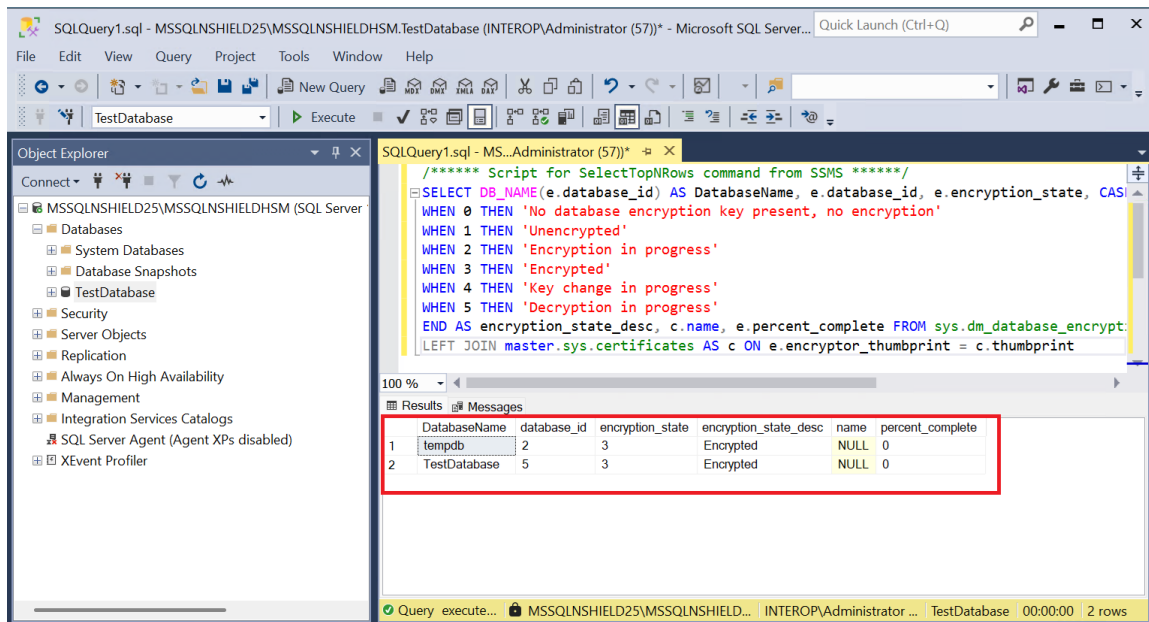 SQLQuery1.sql - MSSQLNSHIELD25\MSSQLNSHIELDHSM.TestDatabase (INTEROP\Administrator (57))* - Microsoft SQL Server...
Quick Launch (Ctrl+Q)
File Edit View Query Project Tools Window Help
New Query MDX DMX XMLA DAX
TestDatabase Execute
Object Explorer
Connect
MSSQLNSHIELD25\MSSQLNSHIELDHSM (SQL Server
Databases
System Databases
Database Snapshots
TestDatabase
Security
Server Objects
Replication
Always On High Availability
Management
Integration Services Catalogs
SQL Server Agent (Agent XPs disabled)
XEvent Profiler
SQLQuery1.sql - MS...Administrator (57))*
/****** Script for SelectTopNRows command from SSMS ******/
SELECT DB_NAME(e.database_id) AS DatabaseName, e.database_id, e.encryption_state, CAS
WHEN 0 THEN 'No database encryption key present, no encryption'
WHEN 1 THEN 'Unencrypted'
WHEN 2 THEN 'Encryption in progress'
WHEN 3 THEN 'Encrypted'
WHEN 4 THEN 'Key change in progress'
WHEN 5 THEN 'Decryption in progress'
END AS encryption_state_desc, c.name, e.percent_complete FROM sys.dm_database_encrypt
LEFT JOIN master.sys.certificates AS c ON e.encryptor_thumbprint = c.thumbprint
100 %
Results Messages
DatabaseName database_id encryption_state encryption_state_desc name percent_complete
1 tempdb 2 3 Encrypted NULL 0
2 TestDatabase 5 3 Encrypted NULL 0
Query execute... MSSQLNSHIELD25\MSSQLNSHIELD... INTEROP\Administrator ... TestDatabase 00:00:00 2 rows